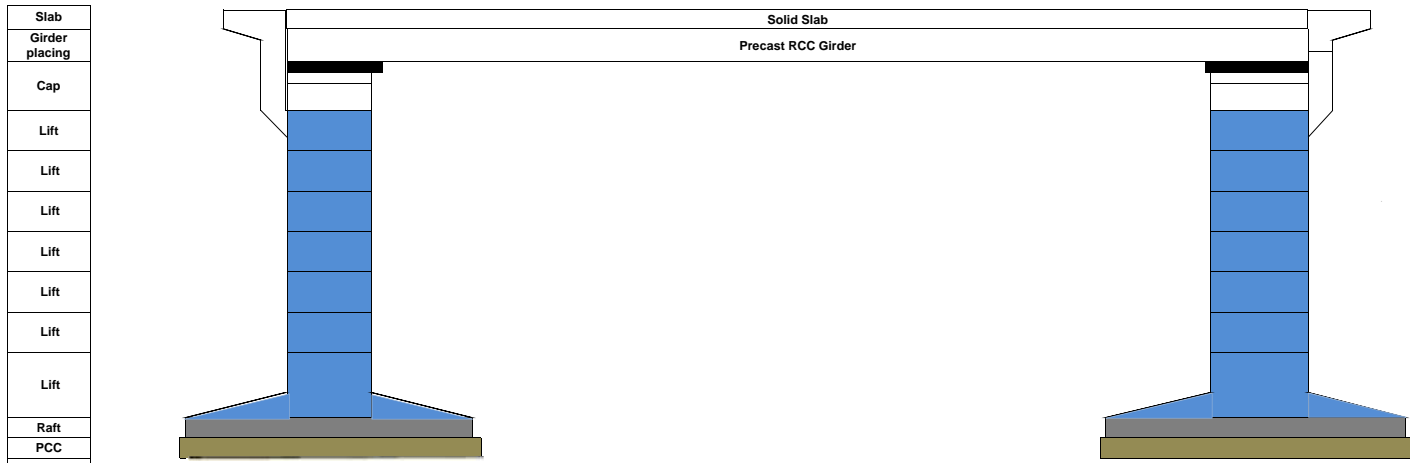 Slab
Girder
placing
Cap
Lift
Lift
Lift
Lift
Lift
Lift
Lift
Raft
PCC
Solid Slab
Precast RCC Girder